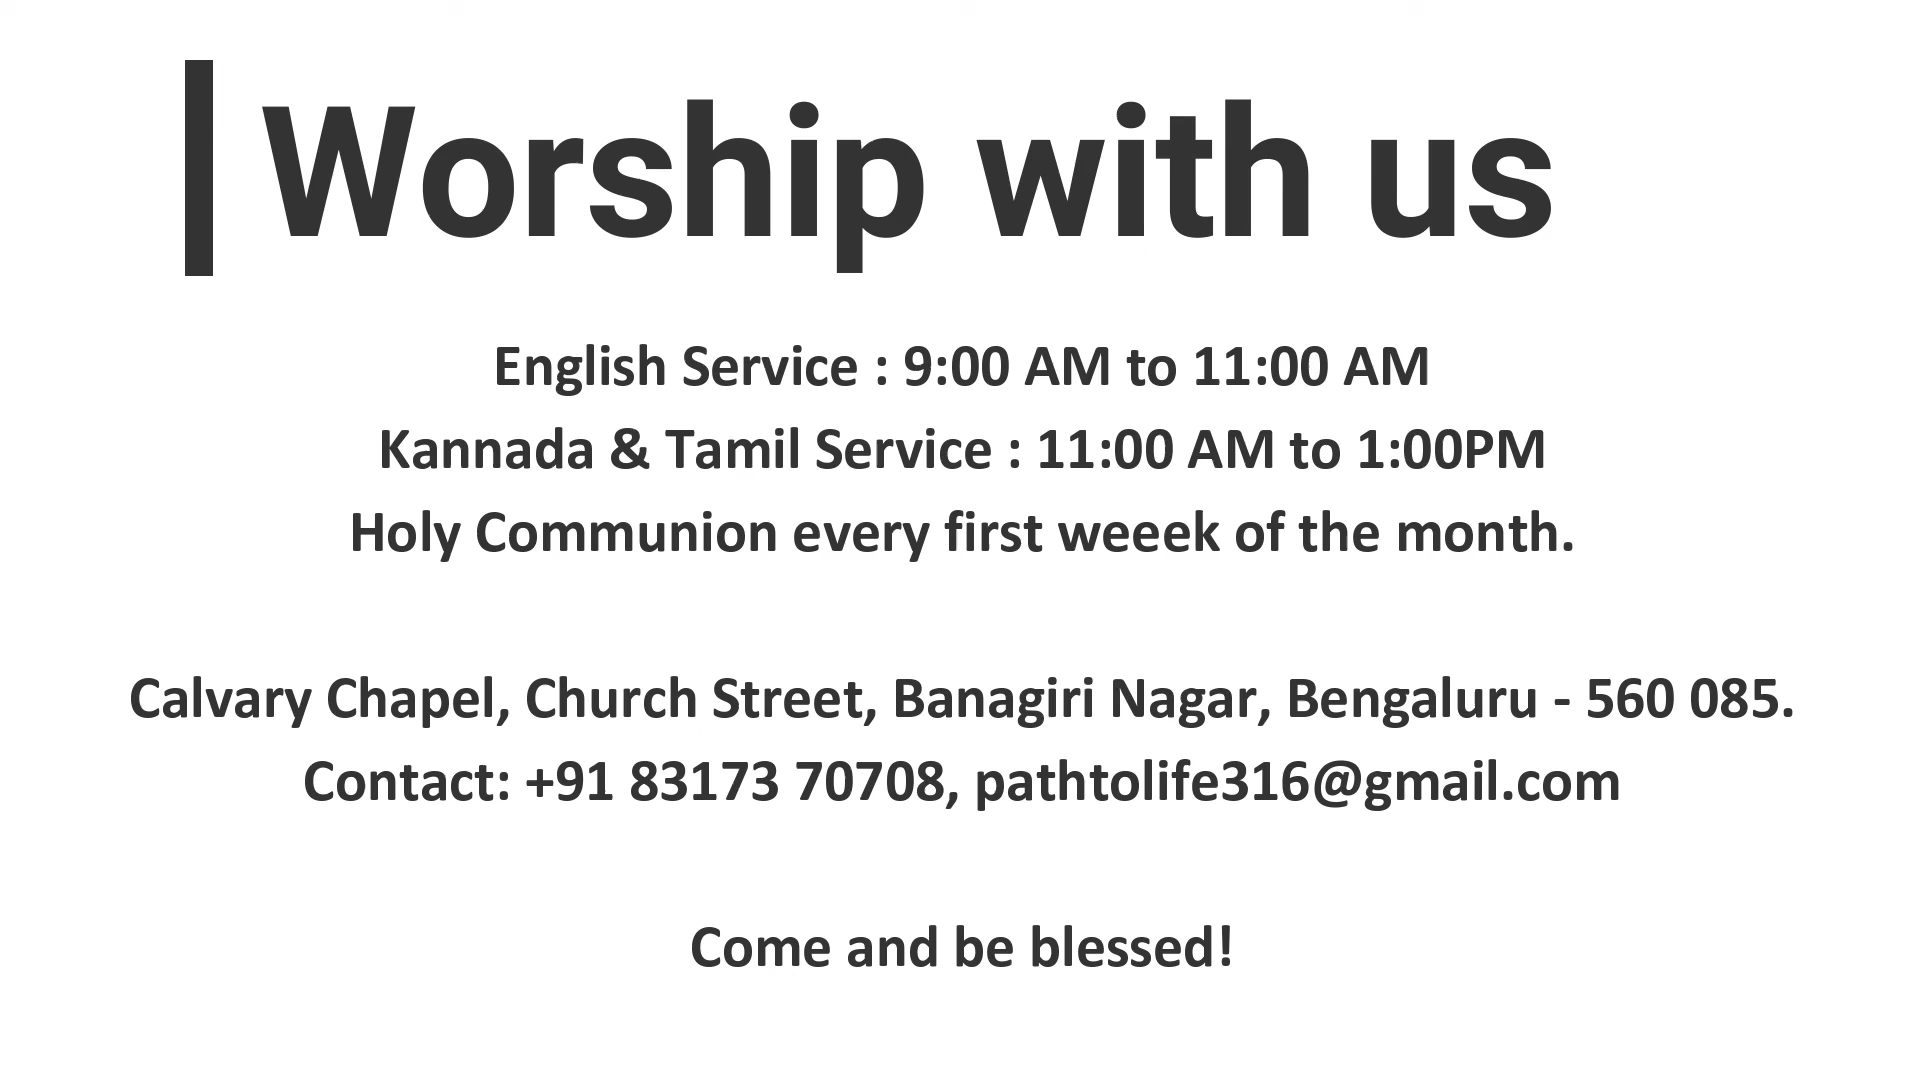 Worship with us
English Service : 9:00 AM to 11:00 AM
Kannada & Tamil Service : 11:00 AM to 1:00PM
Holy Communion every first weeek of the month.
Calvary Chapel, Church Street, Banagiri Nagar, Bengaluru - 560 085.
Contact: +91 83173 70708, pathtolife316@gmail.com
Come and be blessed!